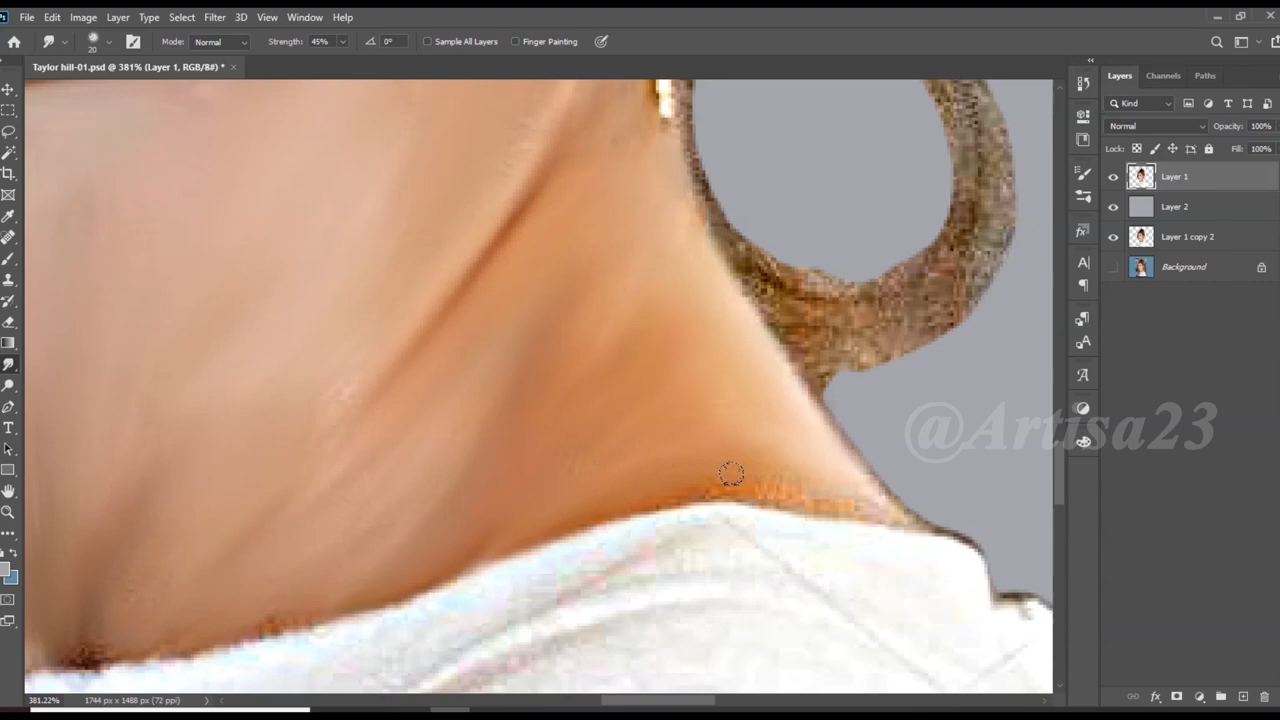 Ps File Edit Image Layer Type Select Filter 3D View Window Help
20 Mode: Normal Strength: 45% 0° Sample All Layers Finger Painting
Taylor hill-01.psd @ 381% (Layer 1, RGB/8#) * ×
Layers Channels Paths
Kind
Normal Opacity: 100%
Lock: Fill: 100%
Layer 1
Layer 2
Layer 1 copy 2
Background
@Artisa23
381.22% 1744 px x 1488 px (72 ppi)